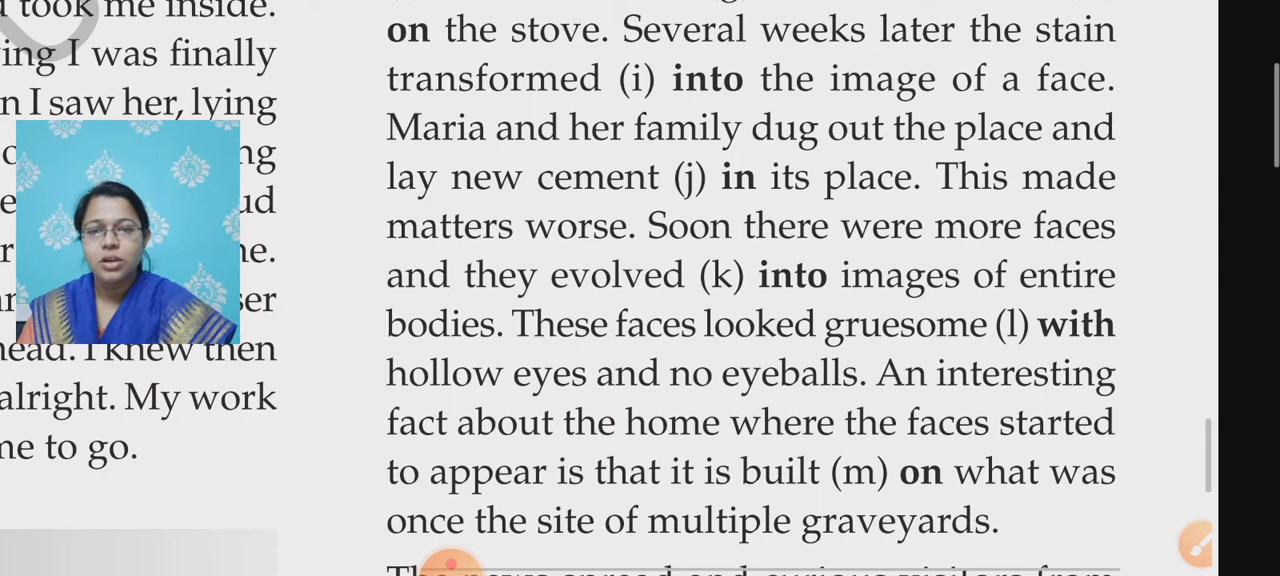 took me inside.
I was finally
I saw her, lying
head. I knew then
alright. My work
to go.
on the stove. Several weeks later the stain
transformed (i) into the image of a face.
Maria and her family dug out the place and
lay new cement (j) in its place. This made
matters worse. Soon there were more faces
and they evolved (k) into images of entire
bodies. These faces looked gruesome (l) with
hollow eyes and no eyeballs. An interesting
fact about the home where the faces started
to appear is that it is built (m) on what was
once the site of multiple graveyards.